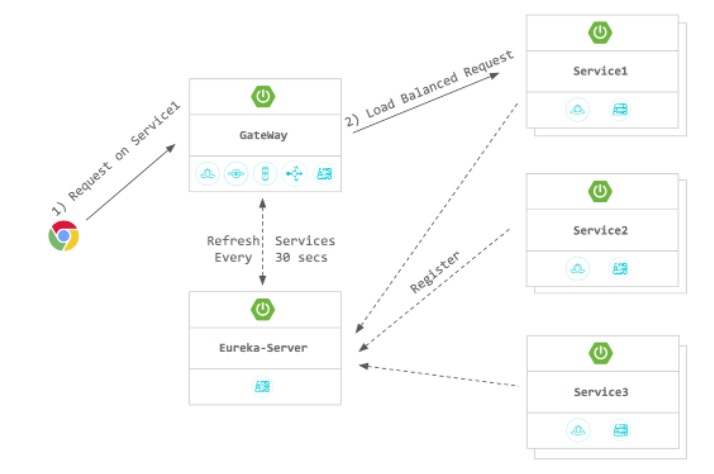 1) Request on Service1
GateWay
2) Load Balanced Request
Service1
Refresh Services
Every 30 secs
Service2
Register
Eureka-Server
Service3